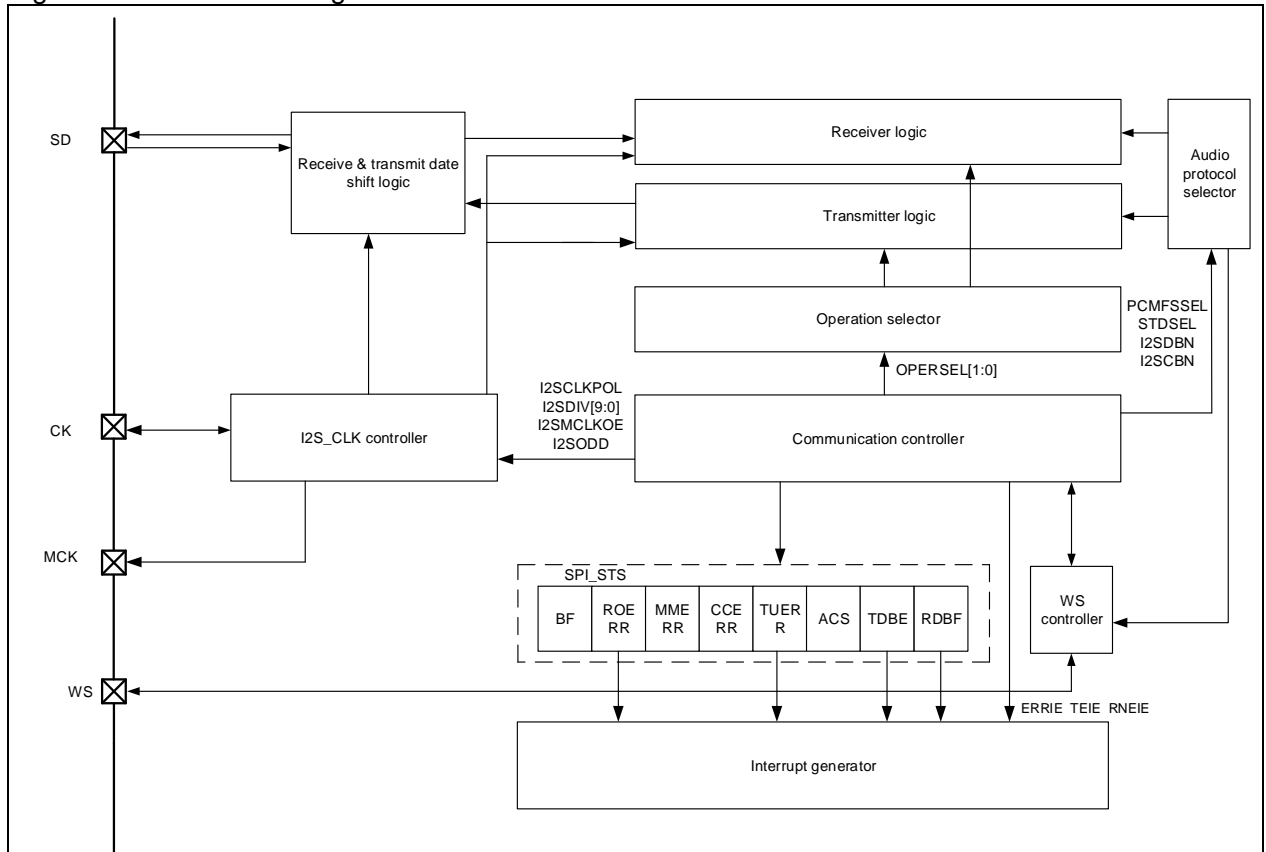 SD
CK
MCK
WS
Receive & transmit date
shift logic
Receiver logic
Transmitter logic
Audio
protocol
selector
Operation selector
PCMFSSEL
STDSEL
I2SDBN
I2SCBN
OPERSEL[1:0]
I2SCLKPOL
I2SDIV[9:0]
I2SMCLKOE
I2SODD
I2S_CLK controller
Communication controller
SPI_STS
BF
ROE
RR
MME
RR
CCE
RR
TUER
R
ACS
TDBE
RDBF
WS
controller
ERRIE TEIE RNEIE
Interrupt generator